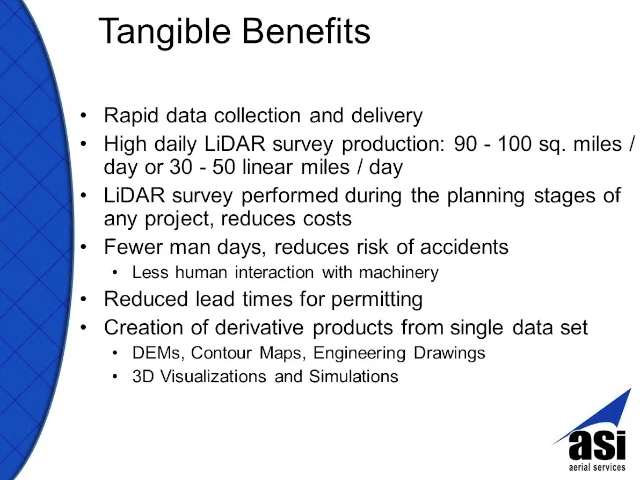 Tangible Benefits
• Rapid data collection and delivery
• High daily LiDAR survey production: 90 - 100 sq. miles /
day or 30 - 50 linear miles / day
• LiDAR survey performed during the planning stages of
any project, reduces costs
• Fewer man days, reduces risk of accidents
• Less human interaction with machinery
• Reduced lead times for permitting
• Creation of derivative products from single data set
• DEMs, Contour Maps, Engineering Drawings
• 3D Visualizations and Simulations
asi
aerial services